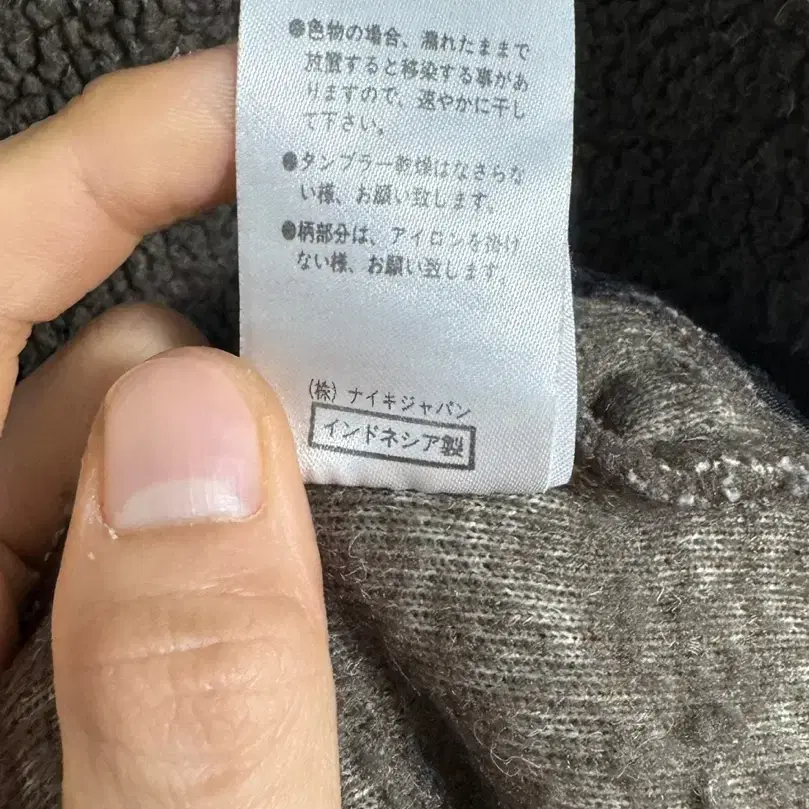 ●色物の場合、濡れたままで
放置すると移染する事があ
りますので、速やかに干し
て下さい。
●タンブラー乾燥はなさらな
い様、お願い致します。
●柄部分は、アイロンを掛け
ない様、お願い致します。
(株) ナイキジャパン
インドネシア製